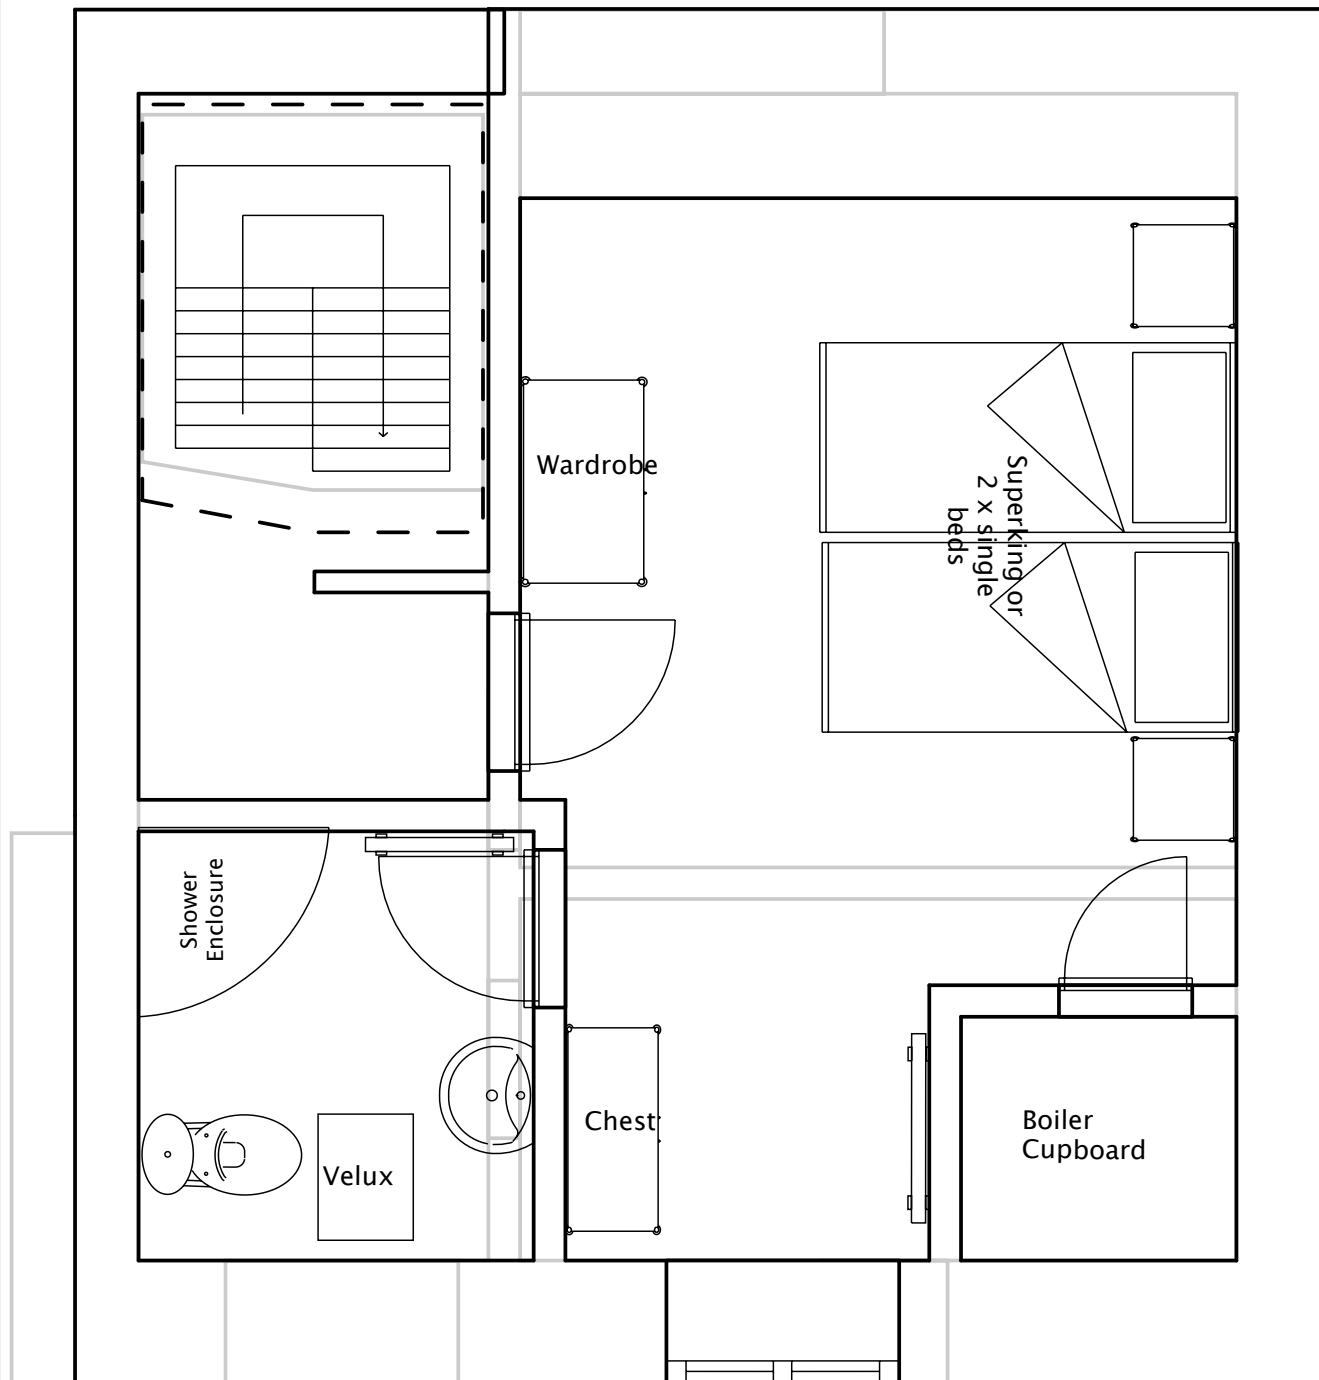 Wardrobe
Superking or
2 x single
beds
Shower
Enclosure
Chest
Boiler
Cupboard
Velux